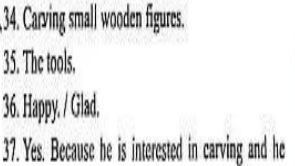 34. Carving small wooden figures.
35. The tools.
36. Happy. / Glad.
37. Yes. Because he is interested in carving and he